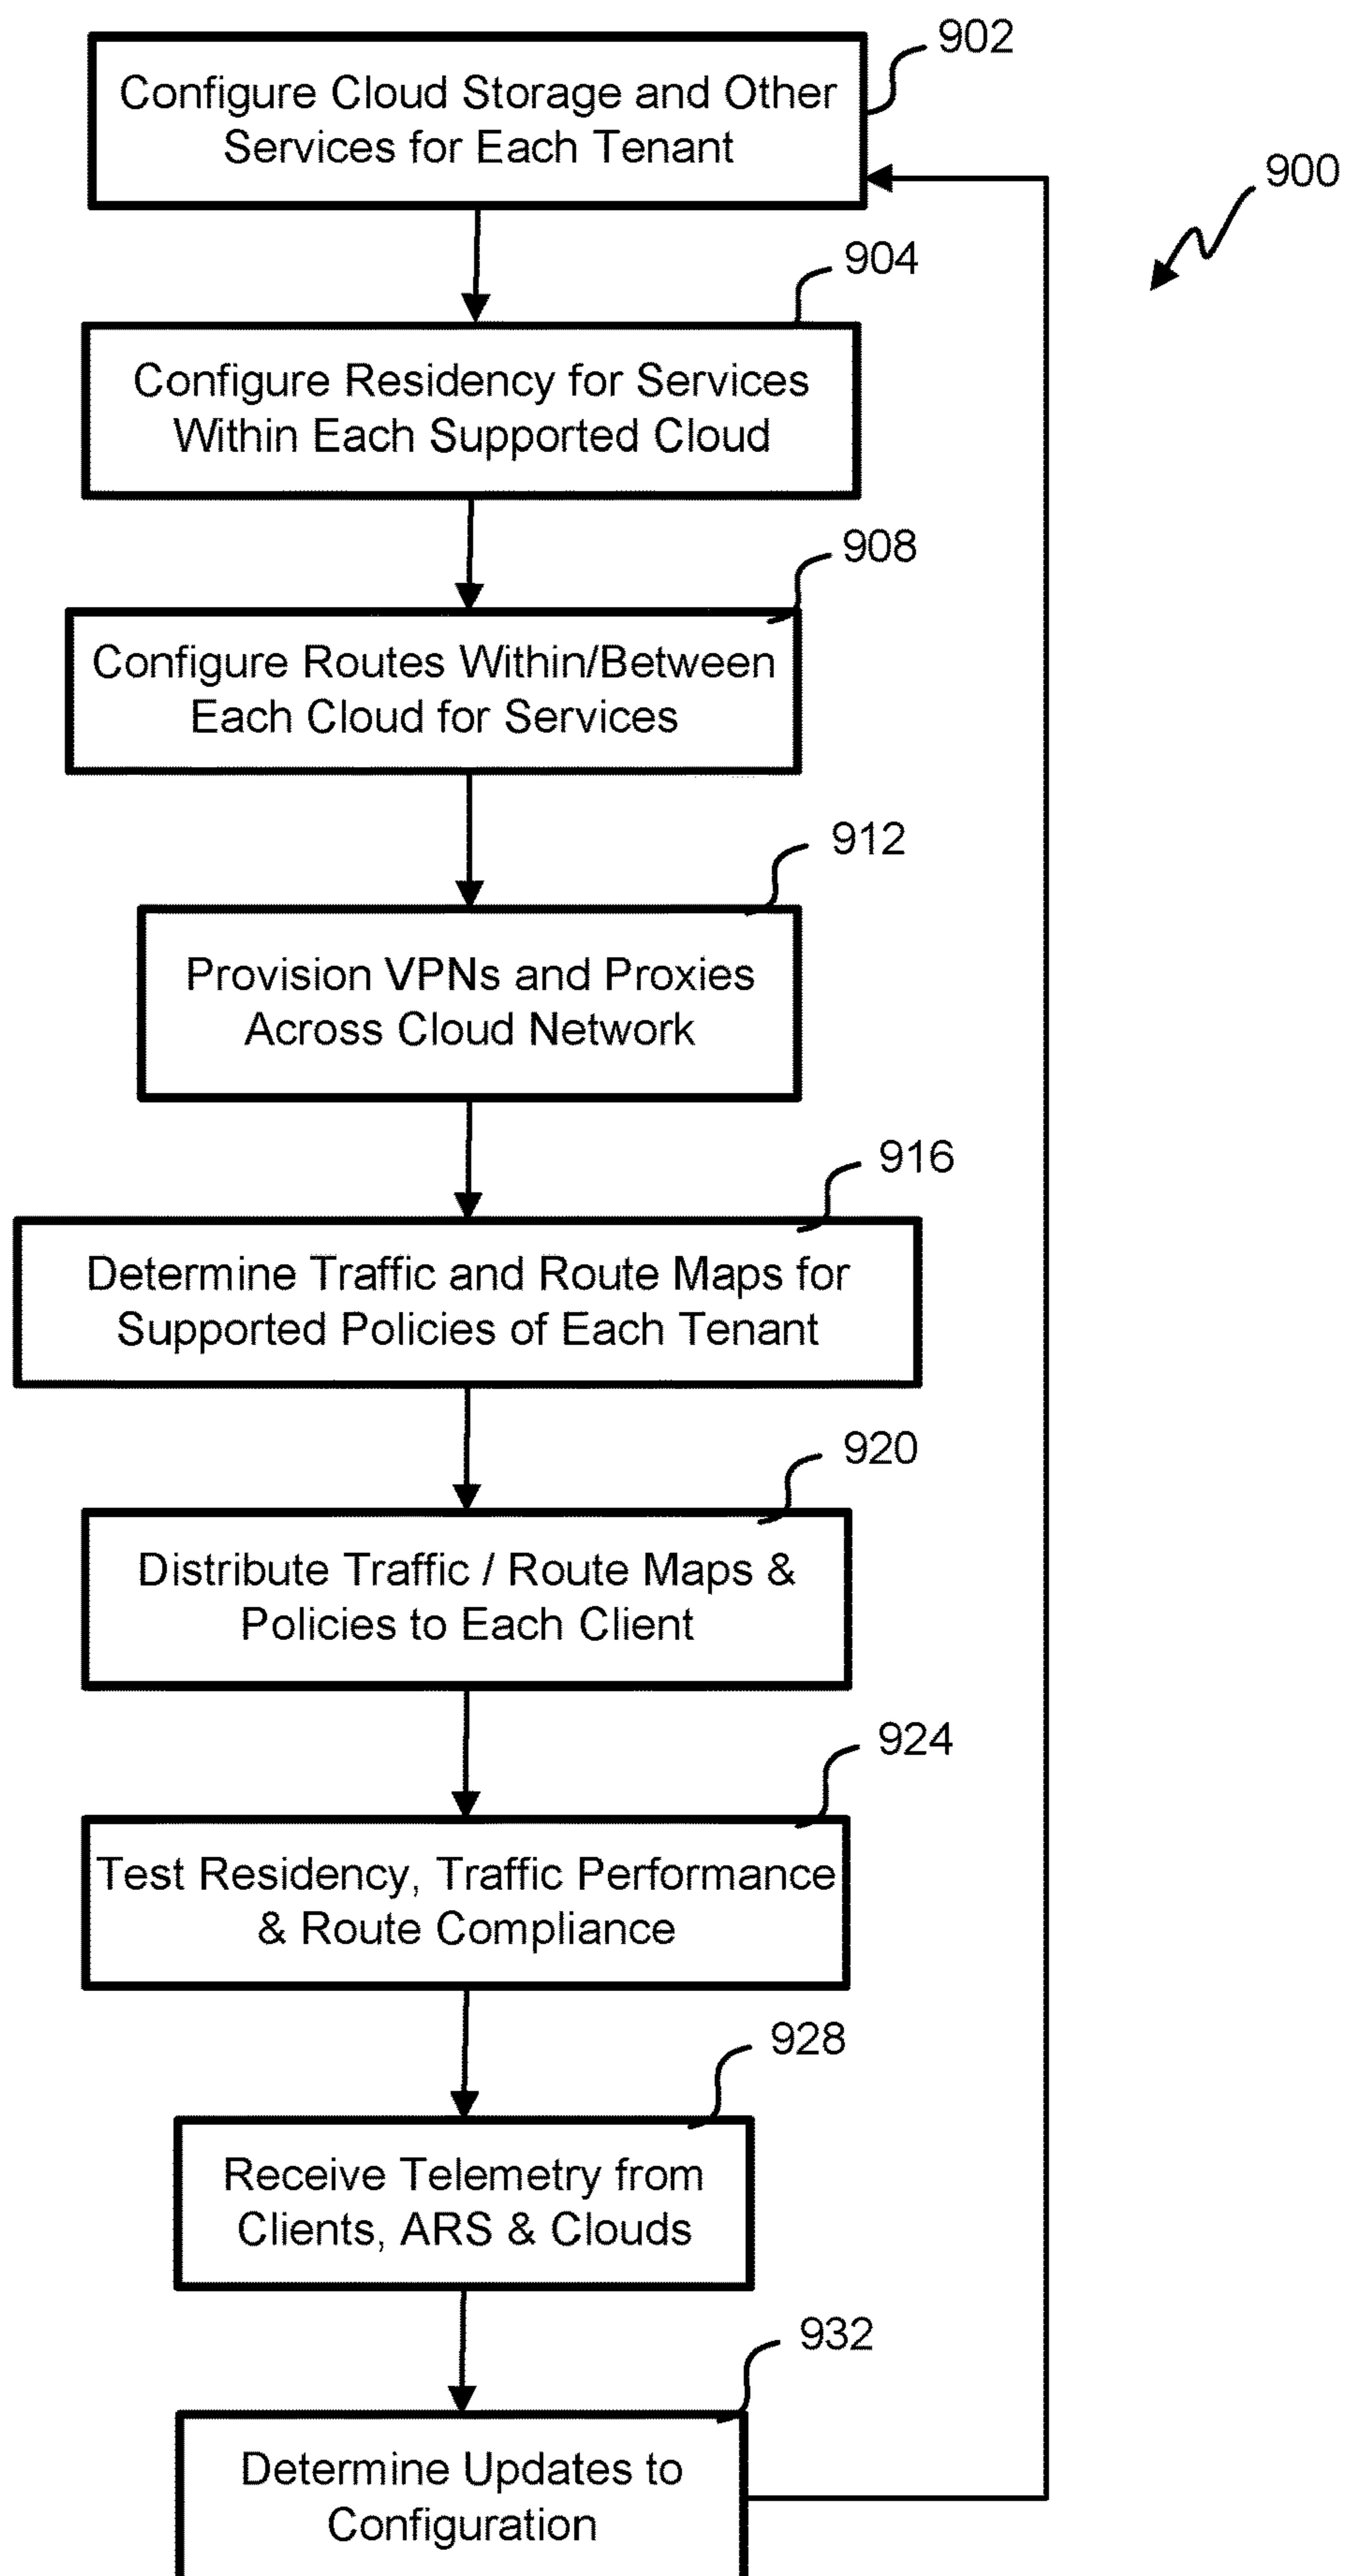 902
Configure Cloud Storage and Other
Services for Each Tenant
900
904
Configure Residency for Services
Within Each Supported Cloud
908
Configure Routes Within/Between
Each Cloud for Services
912
Provision VPNs and Proxies
Across Cloud Network
916
Determine Traffic and Route Maps for
Supported Policies of Each Tenant
920
Distribute Traffic / Route Maps &
Policies to Each Client
924
Test Residency, Traffic Performance
& Route Compliance
928
Receive Telemetry from
Clients, ARS & Clouds
932
Determine Updates to
Configuration